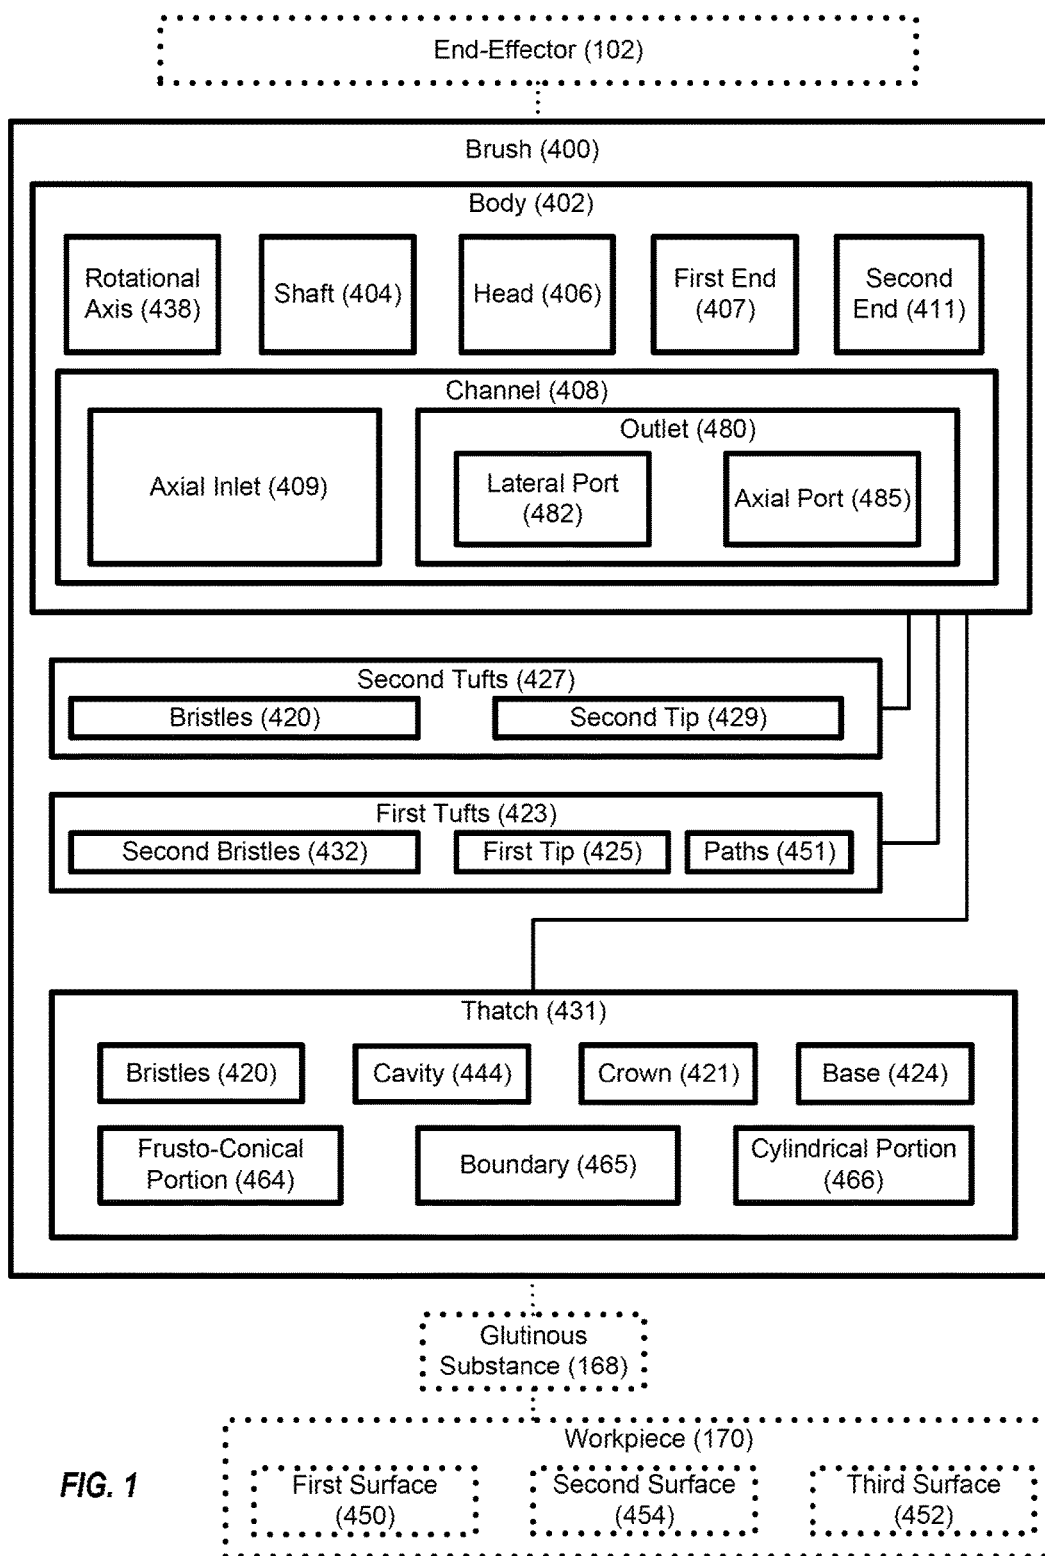 End-Effector (102)
Brush (400)
Body (402)
Rotational
Axis (438)
Shaft (404)
Head (406)
First End
(407)
Second
End (411)
Channel (408)
Axial Inlet (409)
Outlet (480)
Lateral Port
(482)
Axial Port (485)
Second Tufts (427)
Bristles (420)
Second Tip (429)
First Tufts (423)
Second Bristles (432)
First Tip (425)
Paths (451)
Thatch (431)
Bristles (420)
Cavity (444)
Crown (421)
Base (424)
Frusto-Conical
Portion (464)
Boundary (465)
Cylindrical Portion
(466)
Glutinous
Substance (168)
Workpiece (170)
First Surface
(450)
Second Surface
(454)
Third Surface
(452)
FIG. 1